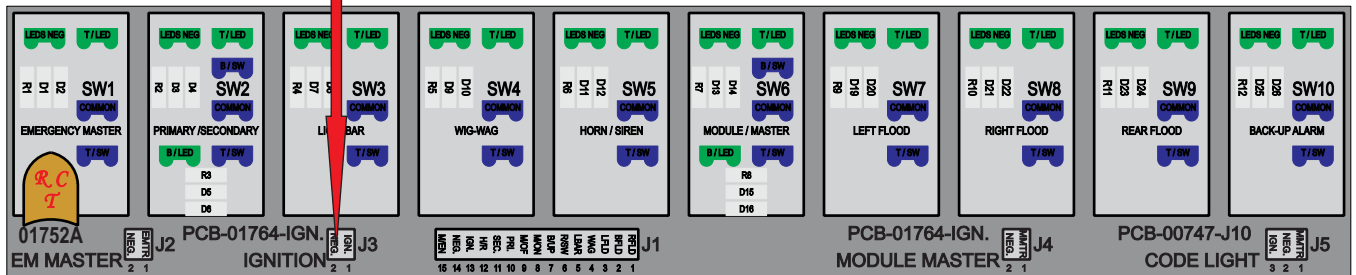 LEDS NEG T / LED LEDS NEG T / LED LEDS NEG T / LED LEDS NEG T / LED LEDS NEG T / LED LEDS NEG T / LED LEDS NEG T / LED LEDS NEG T / LED LEDS NEG T / LED LEDS NEG T / LED
B / SW B / SW
R1 D1 D2 SW1 R2 D3 D4 SW2 R4 D7 SW3 R5 D9 D10 SW4 R6 D11 D12 SW5 R7 D13 D14 SW6 R9 D19 D20 SW7 R10 D21 D22 SW8 R11 D23 D24 SW9 R12 D25 D26 SW10
COMMON COMMON COMMON COMMON COMMON COMMON COMMON COMMON COMMON COMMON
EMERGENCY MASTER PRIMARY /SECONDARY BAR WIG-WAG HORN / SIREN MODULE / MASTER LEFT FLOOD RIGHT FLOOD REAR FLOOD BACK-UP ALARM
T / SW B / LED T / SW T / SW T / SW T / SW B / LED T / SW T / SW T / SW T / SW T / SW
R C
T
R3 R8
D5 D15
D6 D16
01752A PCB-01764-IGN. PCB-01764-IGN. PCB-00747-J10
EM MASTER NEG. EMTR J2 IGNITION NEG. IGN. J3 MEN NEG. IGN. HR SEC. PRI. MOF MON B/UP RSW LBAR WAG LFLD BFLD RFLD J1 MODULE MASTER NEG. MMTR J4 CODE LIGHT IGN. NEG. MMTR J5
2 1 2 1 15 14 13 12 11 10 9 8 7 6 5 4 3 2 1 2 1 3 2 1